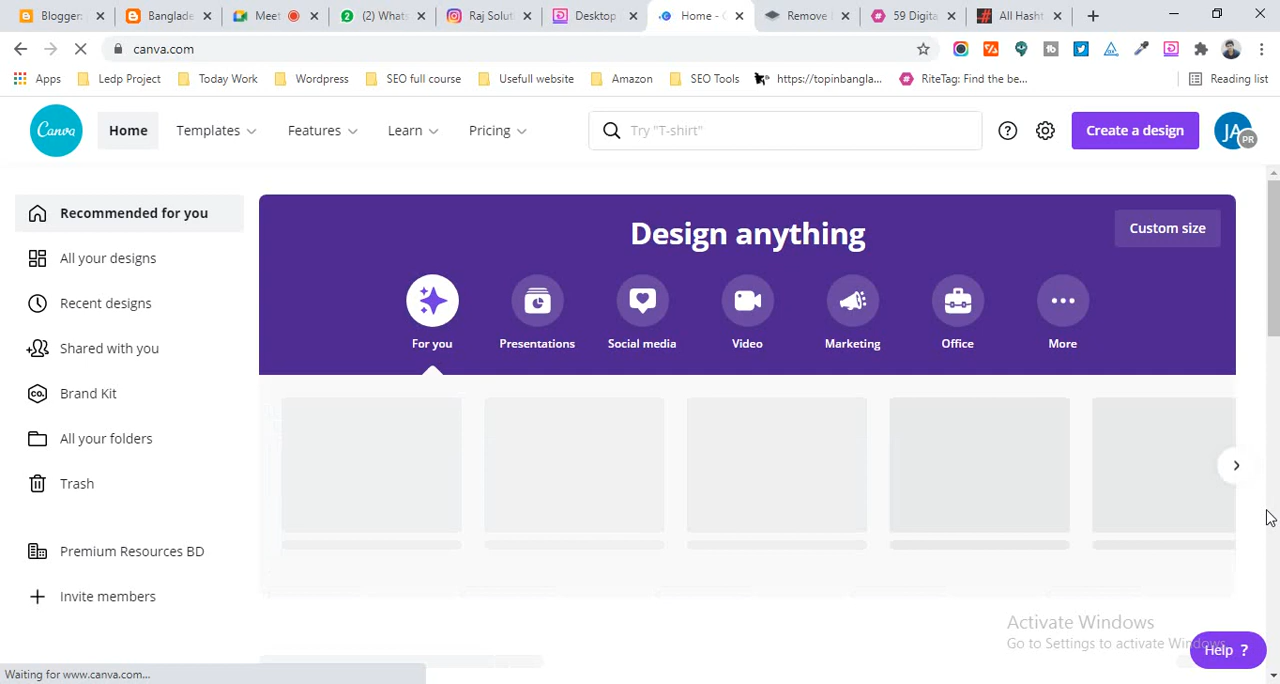 Blogger: Banglade Meet (2) Whats Raj Solut Desktop Home - C Remove 59 Digita All Hasht
canva.com
Apps Ledp Project Today Work Wordpress SEO full course Usefull website Amazon SEO Tools https://topinbangla... RiteTag: Find the be... Reading list
Canva Home Templates Features Learn Pricing Try "T-shirt" Create a design JA PR
Recommended for you
All your designs
Recent designs
Shared with you
Brand Kit
All your folders
Trash
Premium Resources BD
Invite members
Design anything
Custom size
For you Presentations Social media Video Marketing Office More
Activate Windows
Go to Settings to activate Windows.
Help ?
Waiting for www.canva.com...